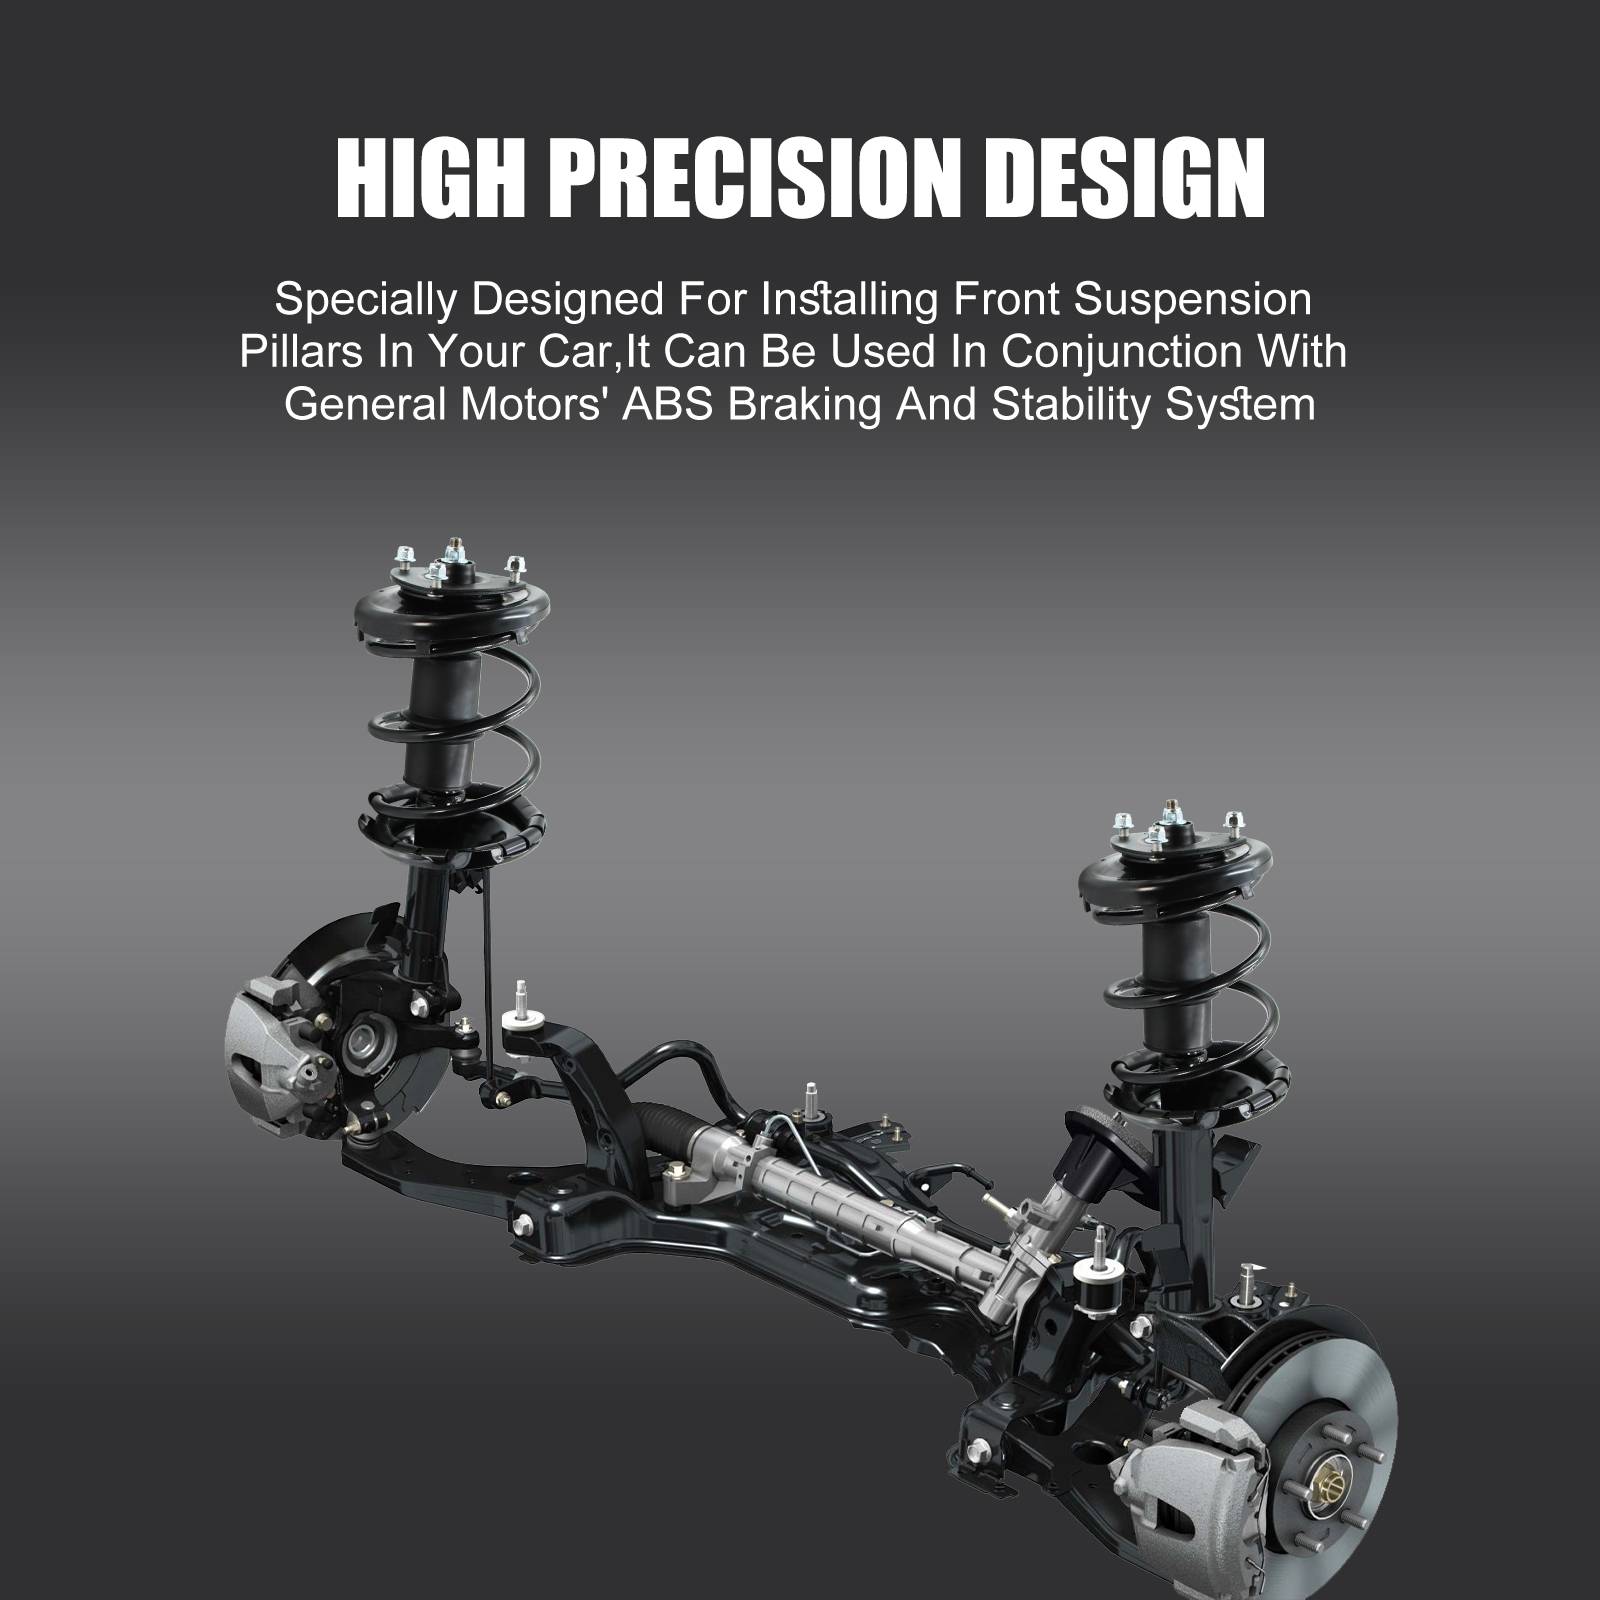 HIGH PRECISION DESIGN
Specially Designed For Installing Front Suspension
Pillars In Your Car,It Can Be Used In Conjunction With
General Motors' ABS Braking And Stability System